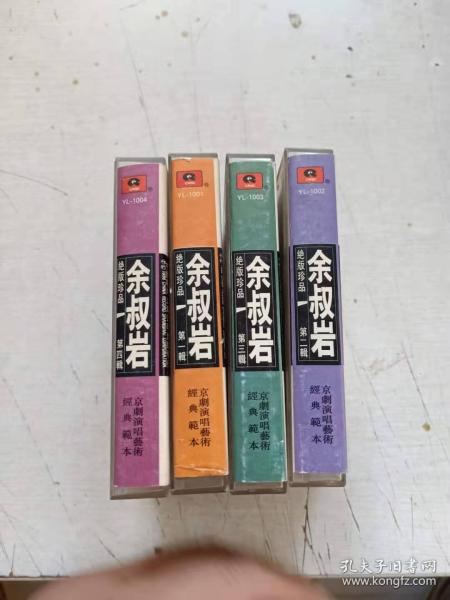 YL-1004
绝版珍品
余叔岩
第四輯
京劇演唱藝術
經典範本
YL-1001
绝版珍品
余叔岩
第一輯
京劇演唱藝術
經典範本
YL-1003
绝版珍品
余叔岩
第三輯
京劇演唱藝術
經典範本
YL-1002
绝版珍品
余叔岩
第二輯
京劇演唱藝術
經典範本
孔夫子旧书网
www.kongfz.com